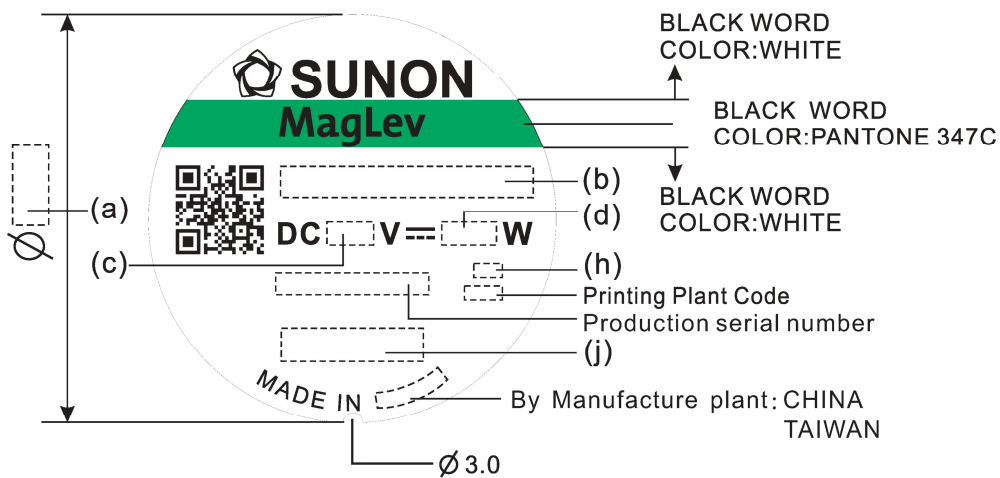 BLACK WORD
COLOR:WHITE
SUNON
MagLev
BLACK WORD
COLOR:PANTONE 347C
(b)
BLACK WORD
COLOR:WHITE
(a)
(d)
DC V W
Ø
(c)
(h)
Printing Plant Code
Production serial number
(j)
MADE IN
By Manufacture plant: CHINA
TAIWAN
Ø 3.0